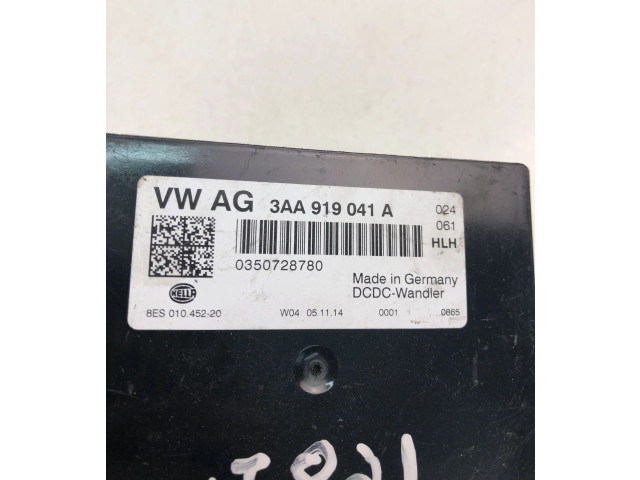 VW AG 3AA 919 041 A 024
061
HLH
0350728780
Made in Germany
DCDC-Wandler
HELLA
8ES 010.452-20 W04 05.11.14 0001 0865